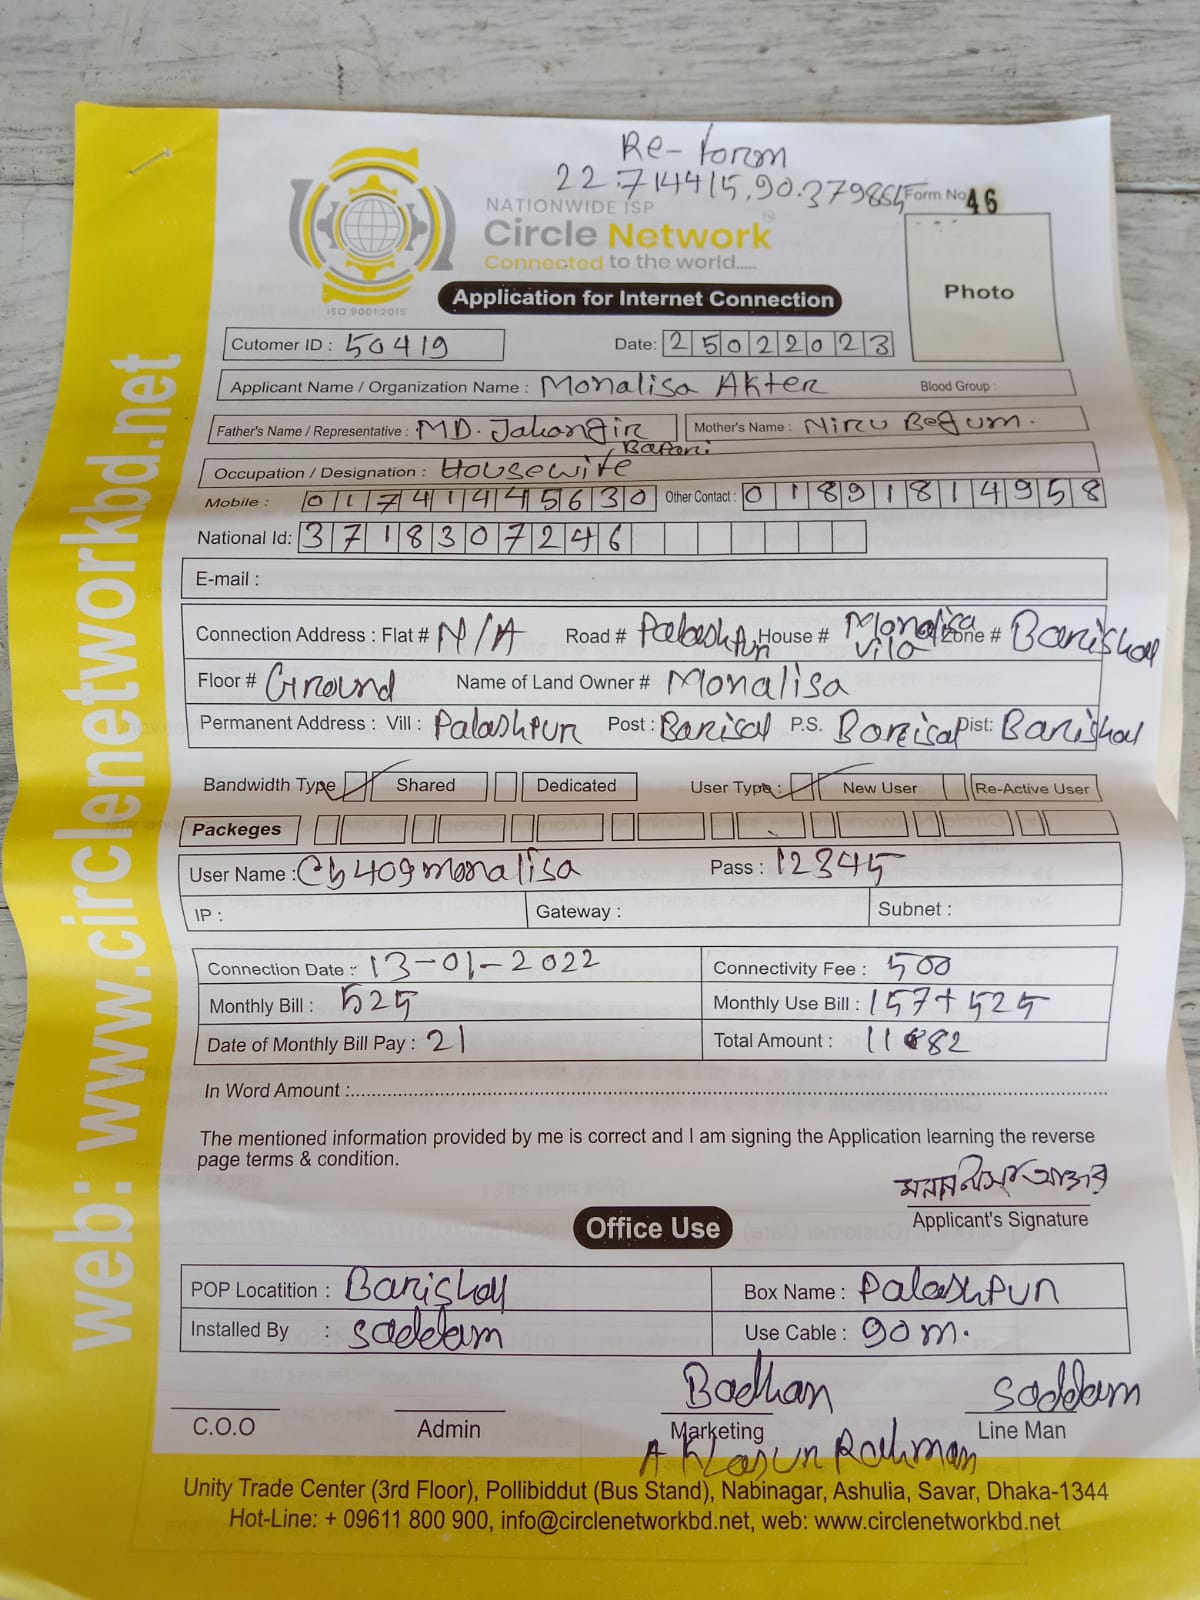 Re-form
22.714415,90.379864
Form No 46
NATIONWIDE ISP
Circle Network
Connected to the world.....
ISO 9001:2015
Application for Internet Connection
Photo
Cutomer ID : 50419 Date: 25022023
Applicant Name / Organization Name : Monalisa Akter Blood Group :
Father's Name / Representative : MD. Jahangir Mother's Name : Niru Begum.
Occupation / Designation : Housewife
Mobile : 01741445630 Other Contact : 01891814958
National Id: 3718307246
E-mail :
Connection Address : Flat # N/A Road # Palashpur House # Monalisa Vila Zone # Barishal
Floor # Ground Name of Land Owner # Monalisa
Permanent Address : Vill : Palashpur Post : Barisal P.S. Barisal Dist: Barishal
Bandwidth Type Shared Dedicated User Type : New User Re-Active User
Packeges
User Name : cb409monalisa Pass : 12345
IP : Gateway : Subnet :
Connection Date : 13-01-2022 Connectivity Fee : 500
Monthly Bill : 525 Monthly Use Bill : 157+525
Date of Monthly Bill Pay : 21 Total Amount :
In Word Amount :
The mentioned information provided by me is correct and I am signing the Application learning the reverse
page terms & condition.
Applicant's Signature
Office Use
POP Locatition : Barishal Box Name : Palashpur
Installed By : saddam Use Cable : 90m.
Badhan saddam
C.O.O Admin Marketing Line Man
Rahman
Unity Trade Center (3rd Floor), Pollibiddut (Bus Stand), Nabinagar, Ashulia, Savar, Dhaka-1344
Hot-Line: + 09611 800 900, info@circlenetworkbd.net, web: www.circlenetworkbd.net
web: www.circlenetworkbd.net